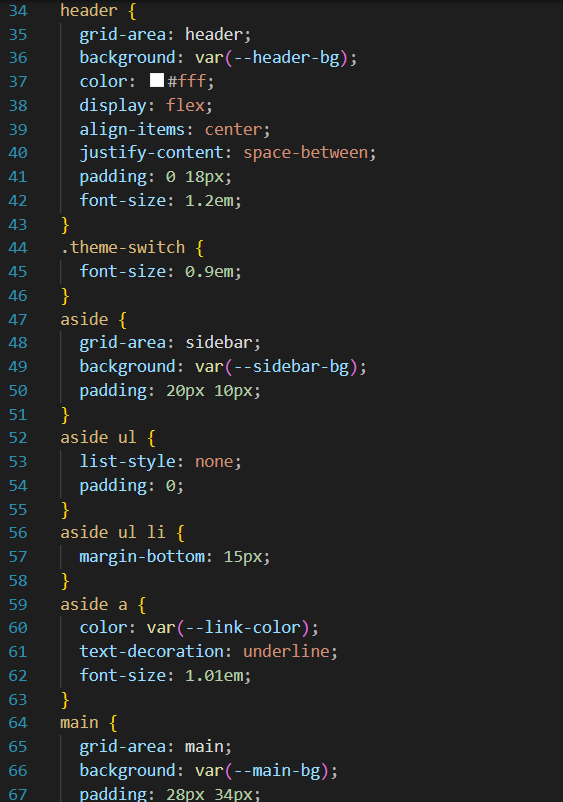 34 header {
35 grid-area: header;
36 background: var(--header-bg);
37 color: #fff;
38 display: flex;
39 align-items: center;
40 justify-content: space-between;
41 padding: 0 18px;
42 font-size: 1.2em;
43 }
44 .theme-switch {
45 font-size: 0.9em;
46 }
47 aside {
48 grid-area: sidebar;
49 background: var(--sidebar-bg);
50 padding: 20px 10px;
51 }
52 aside ul {
53 list-style: none;
54 padding: 0;
55 }
56 aside ul li {
57 margin-bottom: 15px;
58 }
59 aside a {
60 color: var(--link-color);
61 text-decoration: underline;
62 font-size: 1.01em;
63 }
64 main {
65 grid-area: main;
66 background: var(--main-bg);
67 padding: 28px 34px;